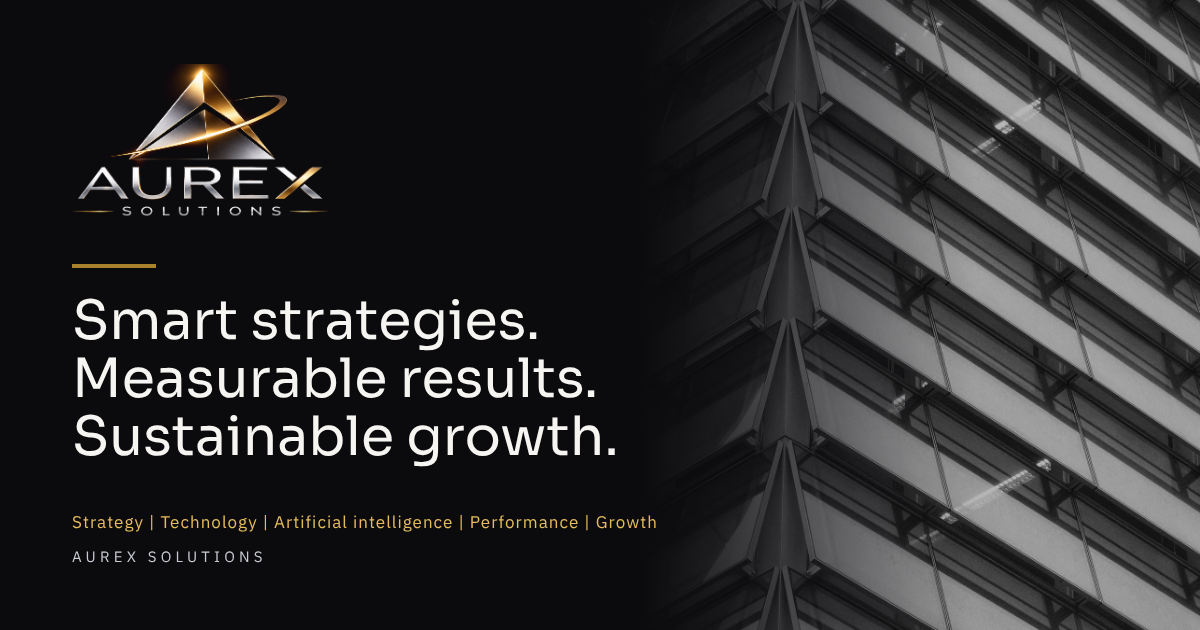 AUREX
SOLUTIONS
Smart strategies.
Measurable results.
Sustainable growth.
Strategy | Technology | Artificial intelligence | Performance | Growth
AUREX SOLUTIONS